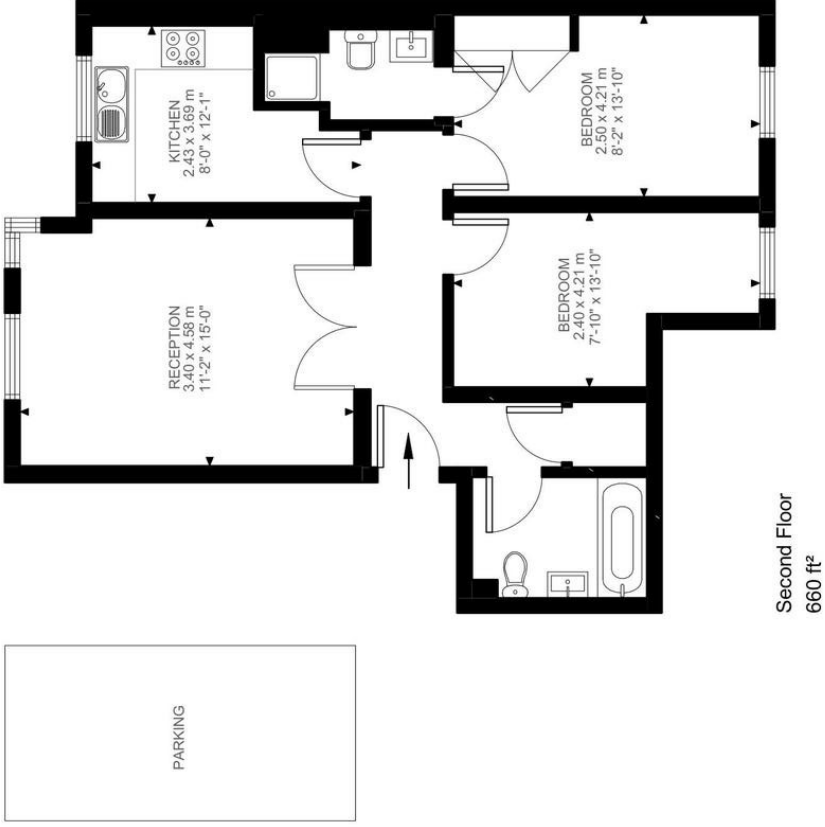 KITCHEN
2.43 x 3.69 m
8'-0" x 12'-1"
BEDROOM
2.50 x 4.21 m
8'-2" x 13'-10"
RECEPTION
3.40 x 4.58 m
11'-2" x 15'-0"
BEDROOM
2.40 x 4.21 m
7'-10" x 13'-10"
PARKING
Second Floor
660 ft²